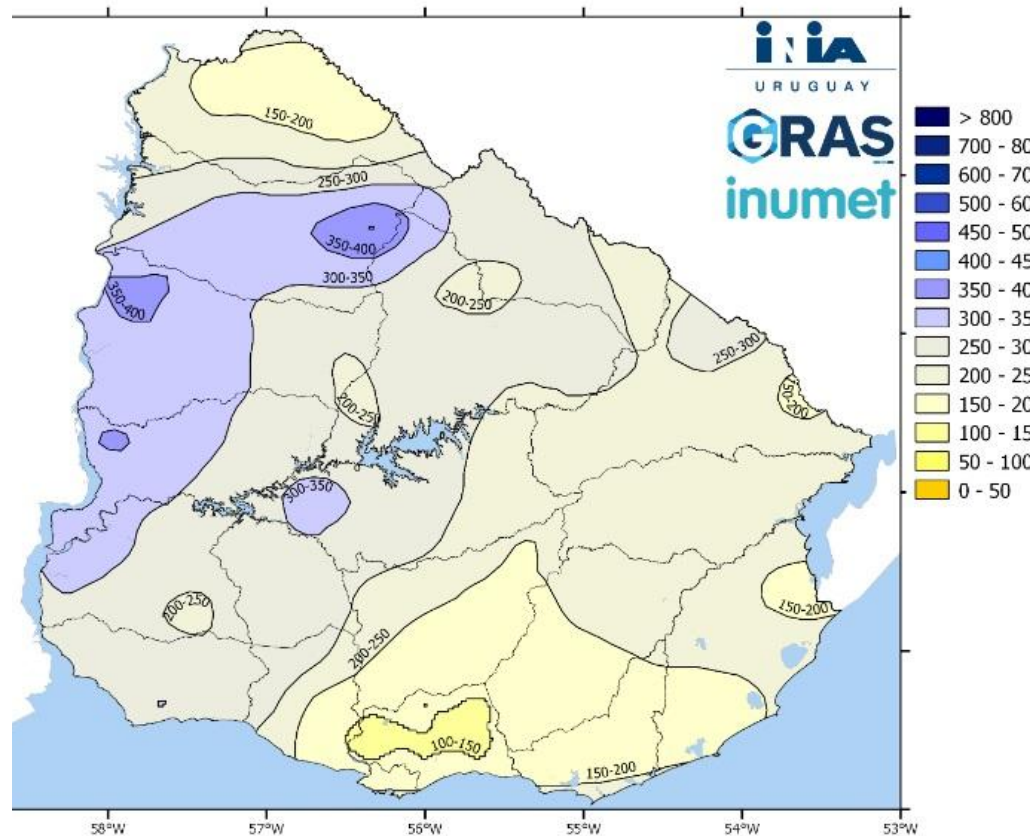 iNiA
URUGUAY
GRAS
inumet
> 800
700 - 80
600 - 70
500 - 60
450 - 50
400 - 45
350 - 40
300 - 35
250 - 30
200 - 25
150 - 20
100 - 15
50 - 100
0 - 50
150-200
250-300
350-400
300-350
350-400
200-250
250-300
200-250
150-200
300-350
200-250
150-200
200-250
100-150
150-200
58°W
57°W
56°W
55°W
54°W
53°W